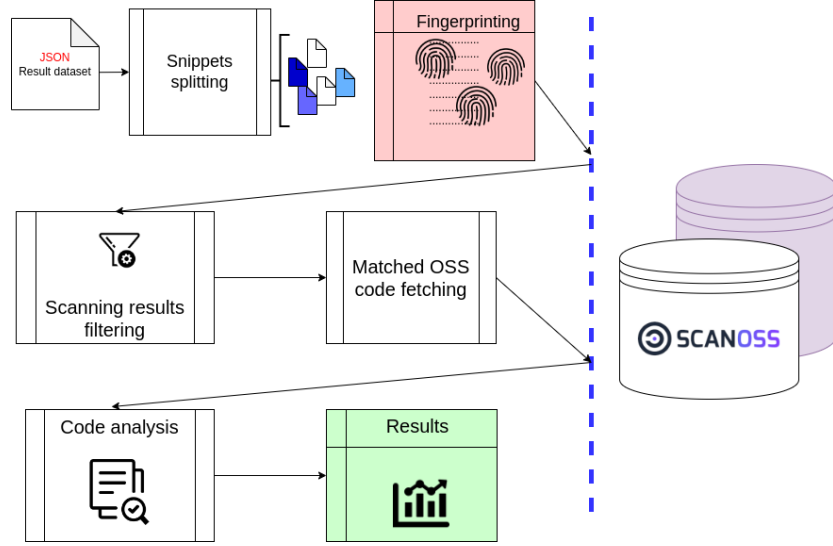 JSON
Result dataset
Snippets
splitting
Fingerprinting
Scanning results
filtering
Matched OSS
code fetching
SCANOSS
Code analysis
Results